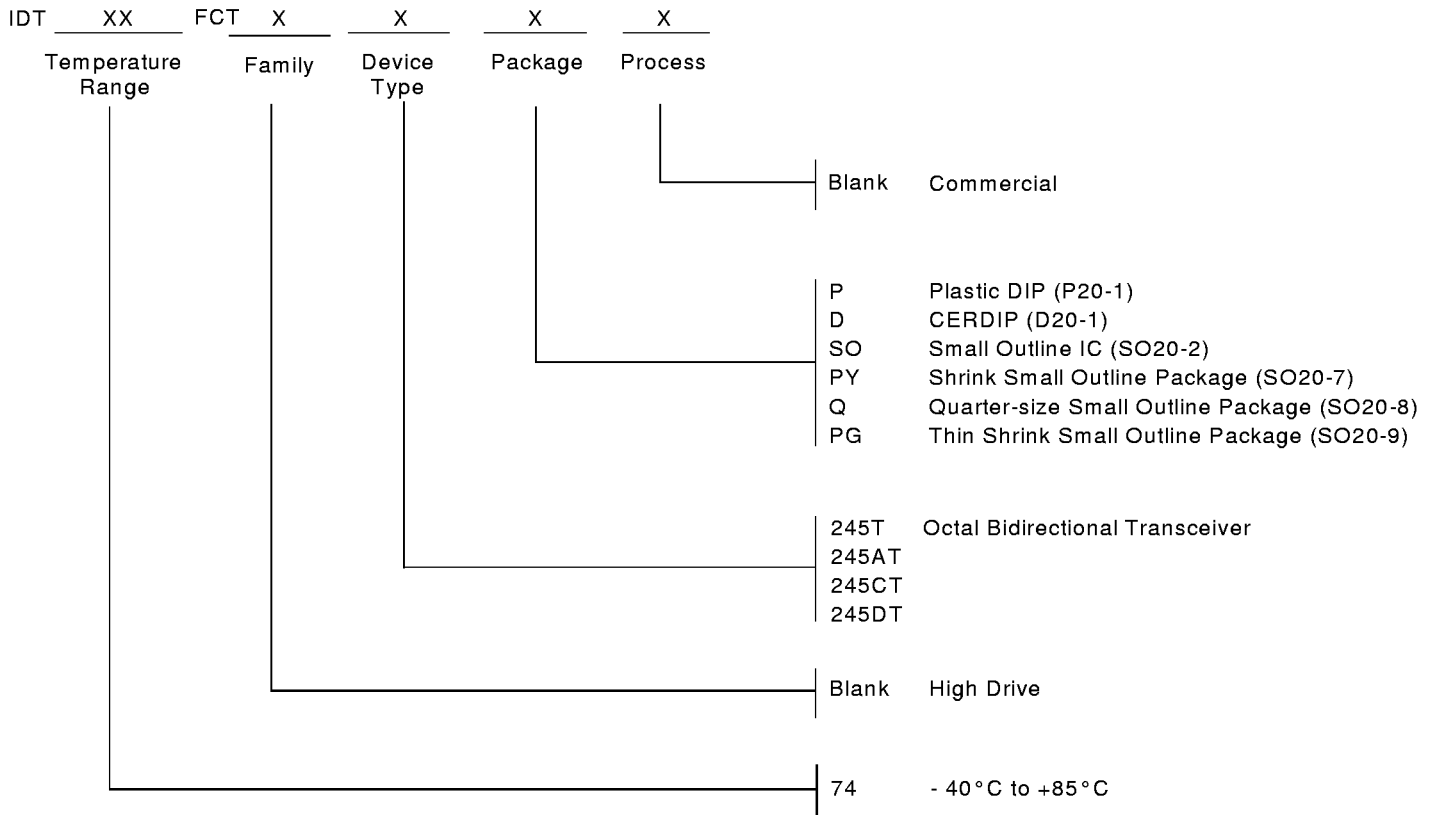 IDT XX FCT X X X X
Temperature Range Family Device Type Package Process
Blank Commercial
P Plastic DIP (P20-1)
D CERDIP (D20-1)
SO Small Outline IC (SO20-2)
PY Shrink Small Outline Package (SO20-7)
Q Quarter-size Small Outline Package (SO20-8)
PG Thin Shrink Small Outline Package (SO20-9)
245T Octal Bidirectional Transceiver
245AT
245CT
245DT
Blank High Drive
74 - 40°C to +85°C